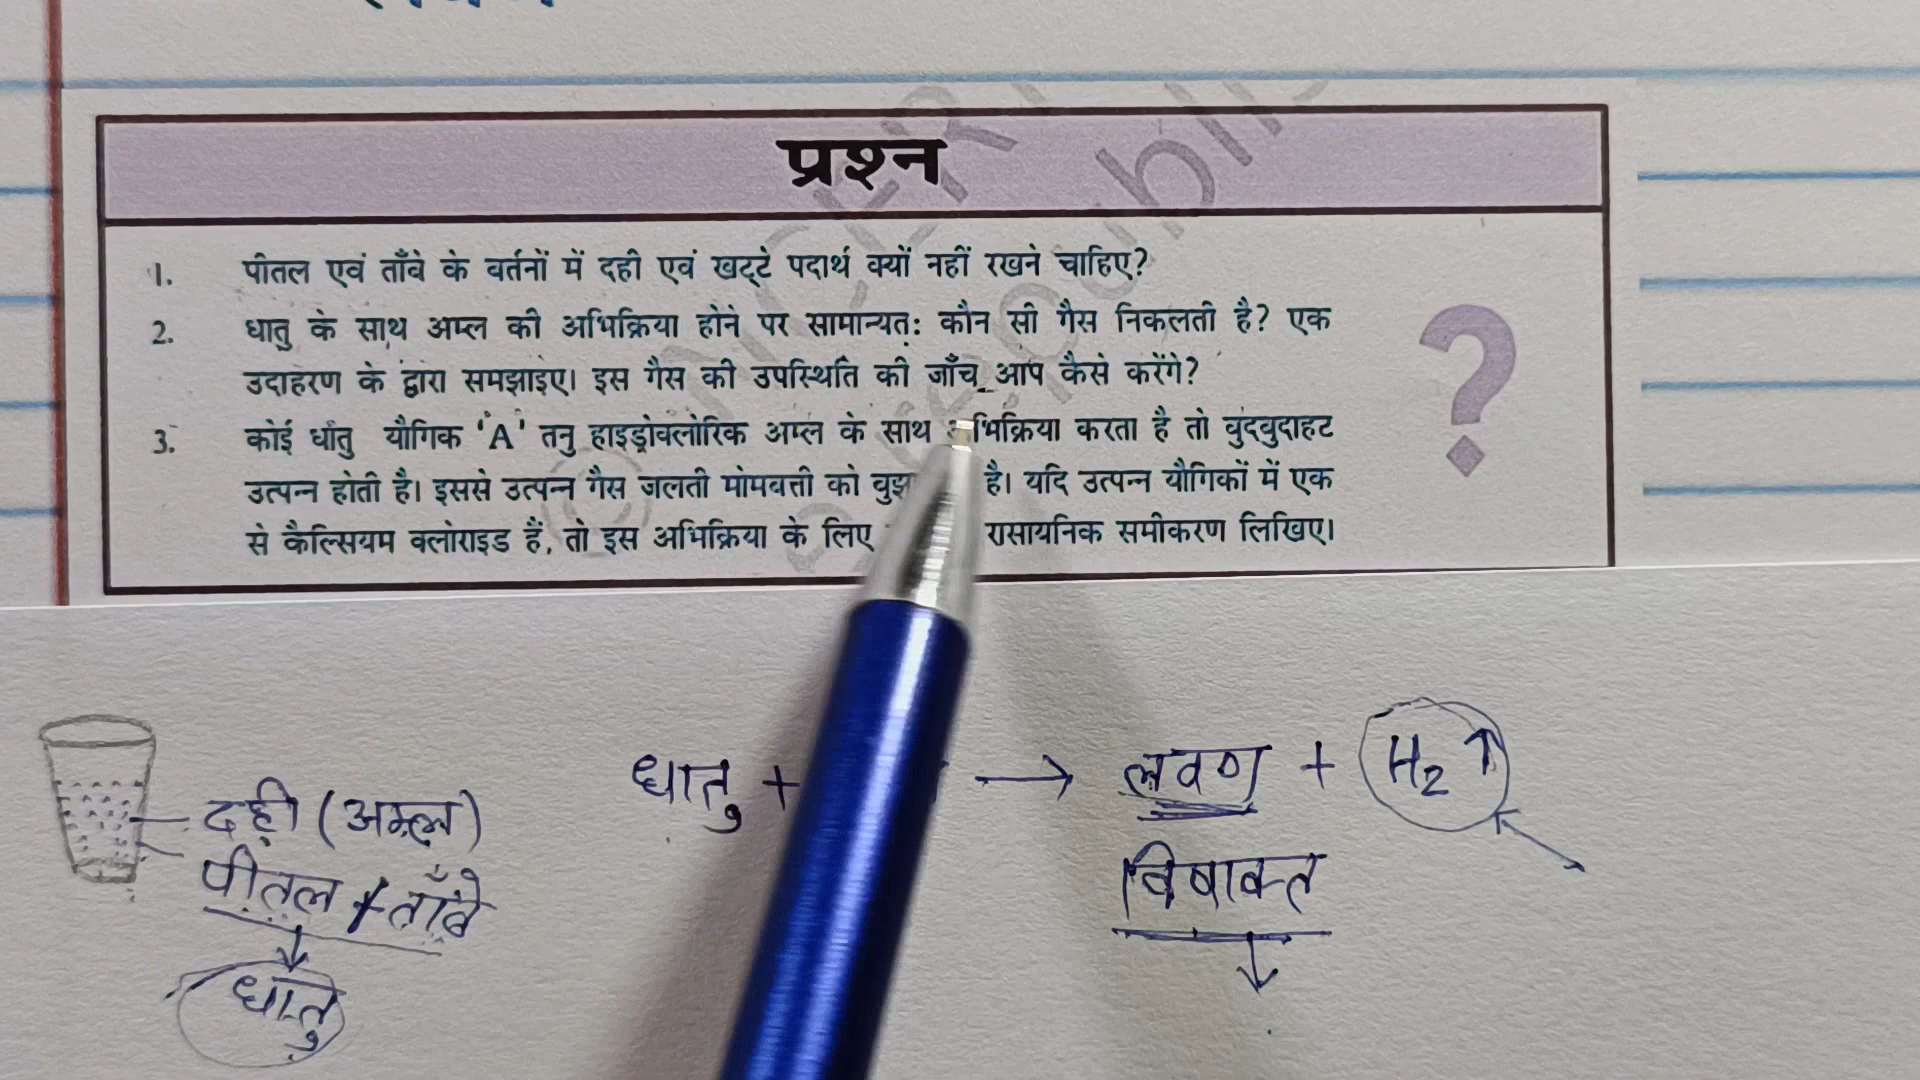 प्रश्न
1. पीतल एवं ताँबे के बर्तनों में दही एवं खट्टे पदार्थ क्यों नहीं रखने चाहिए?
2. धातु के साथ अम्ल की अभिक्रिया होने पर सामान्यतः कौन सी गैस निकलती है? एक
उदाहरण के द्वारा समझाइए। इस गैस की उपस्थिति की जाँच आप कैसे करेंगे?
3. कोई धातु यौगिक 'A' तनु हाइड्रोक्लोरिक अम्ल के साथ अभिक्रिया करता है तो बुदबुदाहट
उत्पन्न होती है। इससे उत्पन्न गैस जलती मोमबत्ती को बुझा है। यदि उत्पन्न यौगिकों में एक
से कैल्सियम क्लोराइड हैं, तो इस अभिक्रिया के लिए रासायनिक समीकरण लिखिए।
धातु + → लवण + H₂↑
दही (अम्ल)
विषाक्त
पीतल + ताँबे
धातु